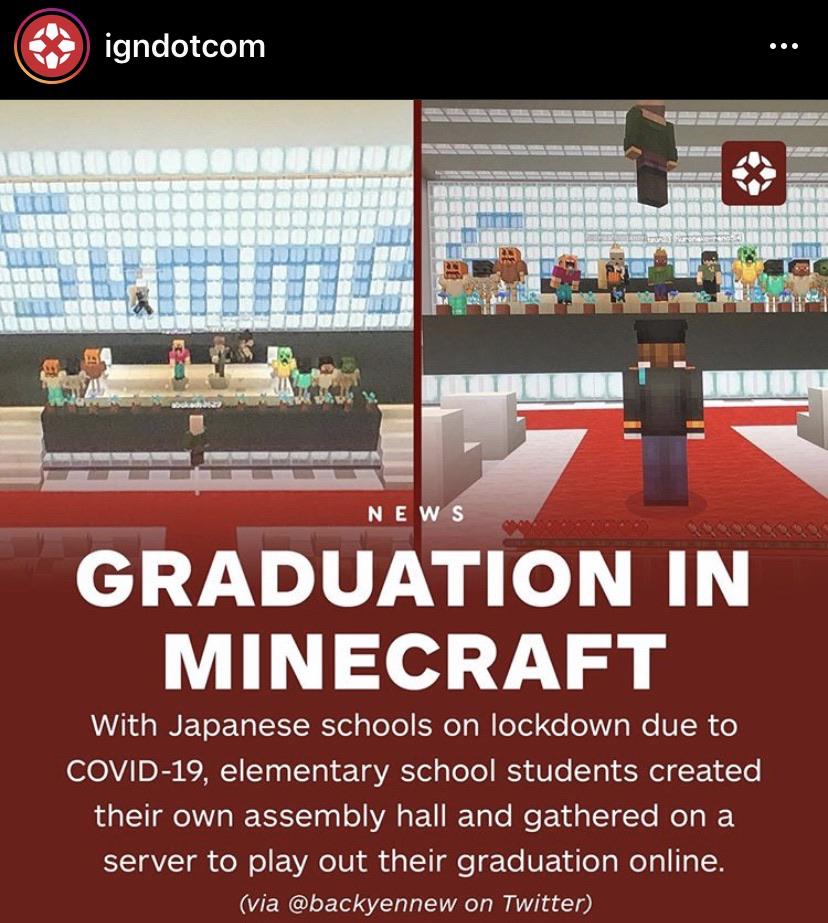 igndotcom
NEWS
GRADUATION IN
MINECRAFT
With Japanese schools on lockdown due to
COVID-19, elementary school students created
their own assembly hall and gathered on a
server to play out their graduation online.
(via @backyennew on Twitter)